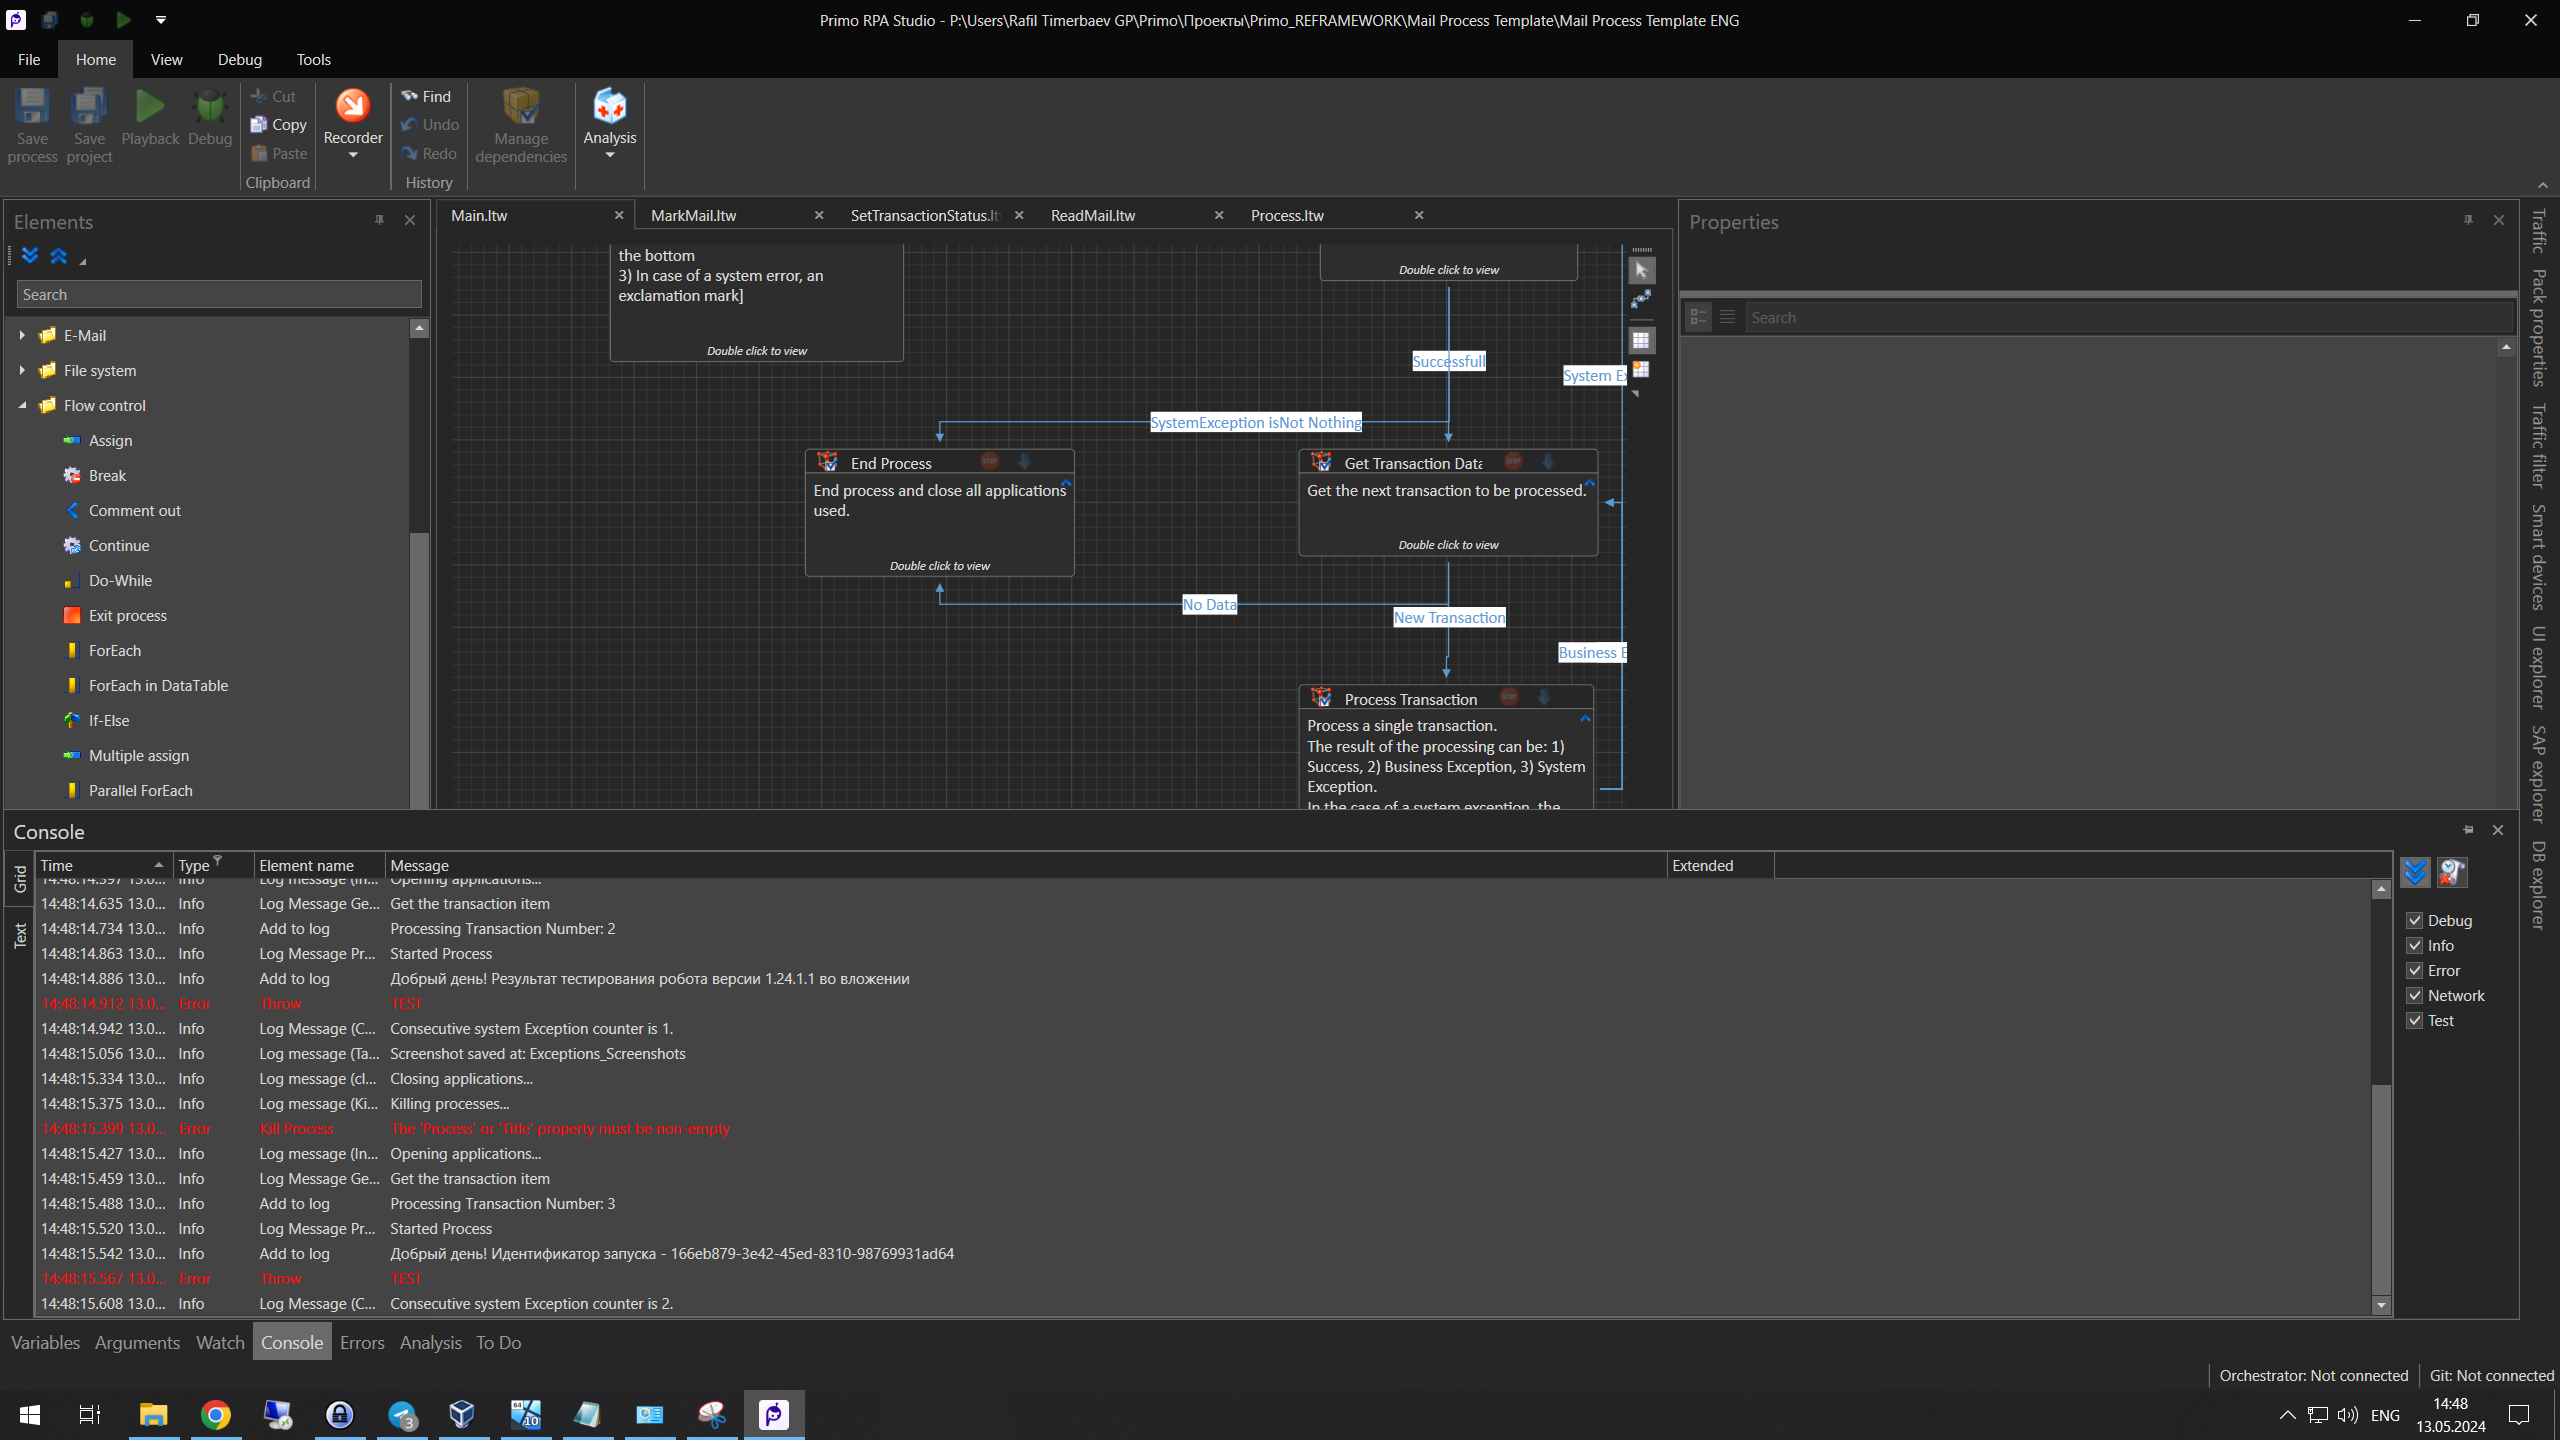 Primo RPA Studio - P:\Users\Rafil Timerbaev GP\Primo\Проекты\Primo_REFRAMEWORK\Mail Process Template\Mail Process Template ENG
File
Home
View
Debug
Tools
Save process
Save project
Playback
Debug
Cut
Copy
Paste
Clipboard
Recorder
Find
Undo
Redo
History
Manage dependencies
Analysis
Elements
Search
E-Mail
File system
Flow control
Assign
Break
Comment out
Continue
Do-While
Exit process
ForEach
ForEach in DataTable
If-Else
Multiple assign
Parallel ForEach
Main.ltw
MarkMail.ltw
SetTransactionStatus.lt
ReadMail.ltw
Process.ltw
the bottom
3) In case of a system error, an
exclamation mark]
Double click to view
Double click to view
Successfull
System Ex
SystemException isNot Nothing
End Process
End process and close all applications
used.
Double click to view
Get Transaction Data
Get the next transaction to be processed.
Double click to view
No Data
New Transaction
Business E
Process Transaction
Process a single transaction.
The result of the processing can be: 1)
Success, 2) Business Exception, 3) System
Exception.
In the case of a system exception, the
Properties
Search
Traffic
Pack properties
Traffic filter
Smart devices
UI explorer
SAP explorer
DB explorer
Console
Grid
Text
Time Type Element name Message Extended
14:48:14.397 13.0... Info Log message (In... Opening applications...
14:48:14.635 13.0... Info Log Message Ge... Get the transaction item
14:48:14.734 13.0... Info Add to log Processing Transaction Number: 2
14:48:14.863 13.0... Info Log Message Pr... Started Process
14:48:14.886 13.0... Info Add to log Добрый день! Результат тестирования робота версии 1.24.1.1 во вложении
14:48:14.912 13.0... Error Throw TEST
14:48:14.942 13.0... Info Log Message (C... Consecutive system Exception counter is 1.
14:48:15.056 13.0... Info Log message (Ta... Screenshot saved at: Exceptions_Screenshots
14:48:15.334 13.0... Info Log message (cl... Closing applications...
14:48:15.375 13.0... Info Log message (Ki... Killing processes...
14:48:15.399 13.0... Error Kill Process The 'Process' or 'Title' property must be non-empty
14:48:15.427 13.0... Info Log message (In... Opening applications...
14:48:15.459 13.0... Info Log Message Ge... Get the transaction item
14:48:15.488 13.0... Info Add to log Processing Transaction Number: 3
14:48:15.520 13.0... Info Log Message Pr... Started Process
14:48:15.542 13.0... Info Add to log Добрый день! Идентификатор запуска - 166eb879-3e42-45ed-8310-98769931ad64
14:48:15.567 13.0... Error Throw TEST
14:48:15.608 13.0... Info Log Message (C... Consecutive system Exception counter is 2.
Debug
Info
Error
Network
Test
Variables Arguments Watch Console Errors Analysis To Do
Orchestrator: Not connected
Git: Not connected
3
64
10
ENG
14:48
13.05.2024